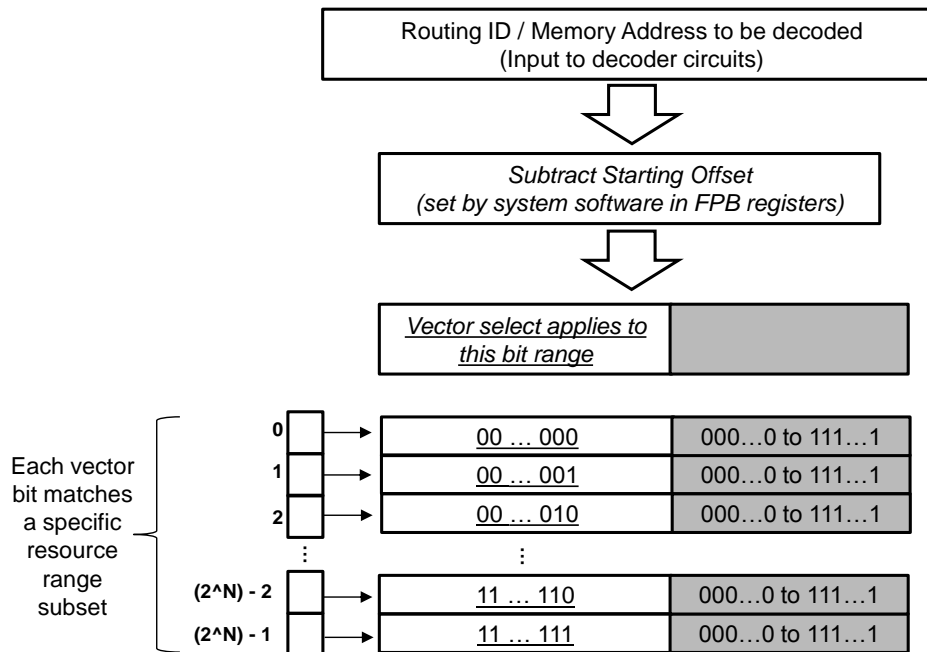 Routing ID / Memory Address to be decoded
(Input to decoder circuits)
Subtract Starting Offset
(set by system software in FPB registers)
Vector select applies to
this bit range
Each vector
bit matches
a specific
resource
range
subset
0
00 … 000
000…0 to 111…1
1
00 … 001
000…0 to 111…1
2
00 … 010
000…0 to 111…1
⋮
⋮
(2^N) - 2
11 … 110
000…0 to 111…1
(2^N) - 1
11 … 111
000…0 to 111…1